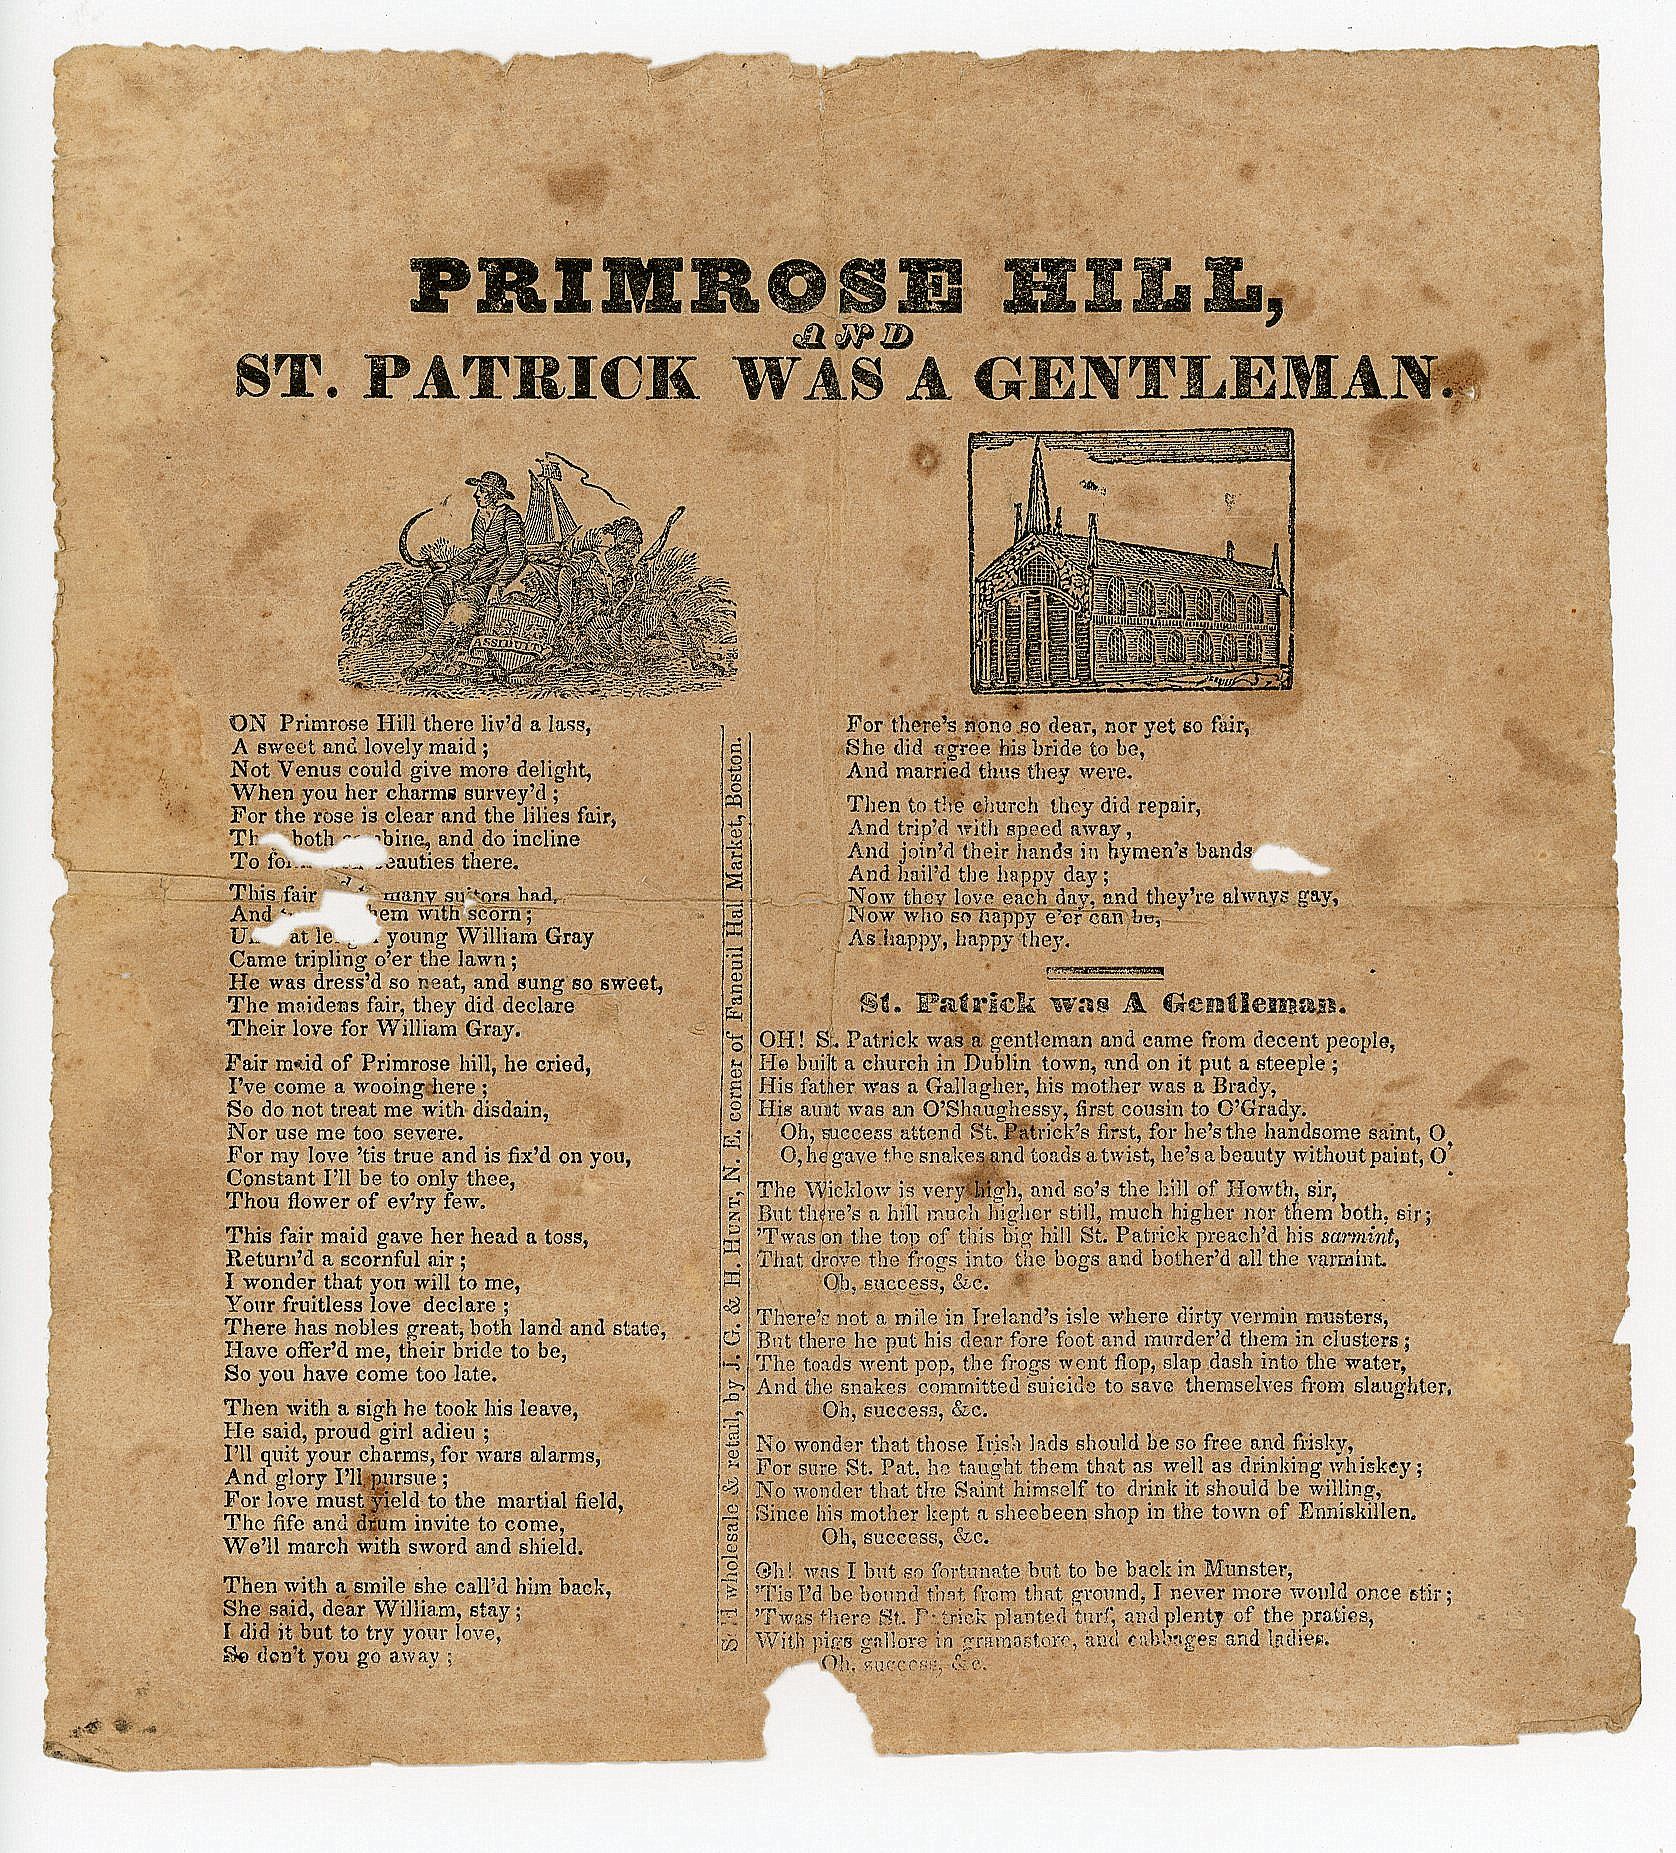 PRIMROSE HILL,
AND
ST. PATRICK WAS A GENTLEMAN.
ASSIDUITY
ON Primrose Hill there liv'd a lass,
A sweet and lovely maid;
Not Venus could give more delight,
When you her charms survey'd;
For the rose is clear and the lilies fair,
both and do incline
To there.
This fair many suitors had,
And with scorn;
at young William Gray
Came tripling o'er the lawn;
He was dress'd so neat, and sung so sweet,
The maidens fair, they did declare
Their love for William Gray.
Fair maid of Primrose hill, he cried,
I've come a wooing here;
So do not treat me with disdain,
Nor use me too severe.
For my love 'tis true and is fix'd on you,
Constant I'll be to only thee,
Thou flower of ev'ry few.
This fair maid gave her head a toss,
Return'd a scornful air;
I wonder that you will to me,
Your fruitless love declare;
There has nobles great, both land and state,
Have offer'd me, their bride to be,
So you have come too late.
Then with a sigh he took his leave,
He said, proud girl adieu;
I'll quit your charms, for wars alarms,
And glory I'll pursue;
For love must yield to the martial field,
The fife and drum invite to come,
We'll march with sword and shield.
Then with a smile she call'd him back,
She said, dear William, stay;
I did it but to try your love,
So don't you go away;
wholesale & retail, by J. G. & H. HUNT, N. E. corner of Faneuil Hal Market, Boston.
For there's none so dear, nor yet so fair,
She did agree his bride to be,
And married thus they were.
Then to the church they did repair,
And trip'd with speed away,
And join'd their hands in hymen's bands
And hail'd the happy day;
Now they love each day, and they're always gay,
Now who so happy e'er can be,
As happy, happy they.
St. Patrick was A Gentleman.
OH! St. Patrick was a gentleman and came from decent people,
He built a church in Dublin town, and on it put a steeple;
His father was a Gallagher, his mother was a Brady,
His aunt was an O'Shaughessy, first cousin to O'Grady.
Oh, success attend St. Patrick's first, for he's the handsome saint, O,
O, he gave the snakes and toads a twist, he's a beauty without paint, O
The Wicklow is very high, and so's the hill of Howth, sir,
But there's a hill much higher still, much higher nor them both, sir;
'Twas on the top of this big hill St. Patrick preach'd his sarmint,
That drove the frogs into the bogs and bother'd all the varmint.
Oh, success, &c.
There's not a mile in Ireland's isle where dirty vermin musters,
But there he put his dear fore foot and murder'd them in clusters;
The toads went pop, the frogs went flop, slap dash into the water,
And the snakes committed suicide to save themselves from slaughter.
Oh, success, &c.
No wonder that those Irish lads should be so free and frisky,
For sure St. Pat. he taught them that as well as drinking whiskey;
No wonder that the Saint himself to drink it should be willing,
Since his mother kept a sheebeen shop in the town of Enniskillen.
Oh, success, &c.
Oh! was I but so fortunate but to be back in Munster,
'Tis I'd be bound that from that ground, I never more would once stir;
'Twas there St. Patrick planted turf, and plenty of the praties,
With pigs gallore in gramastore, and cabbages and ladies.
Oh, success, &c.